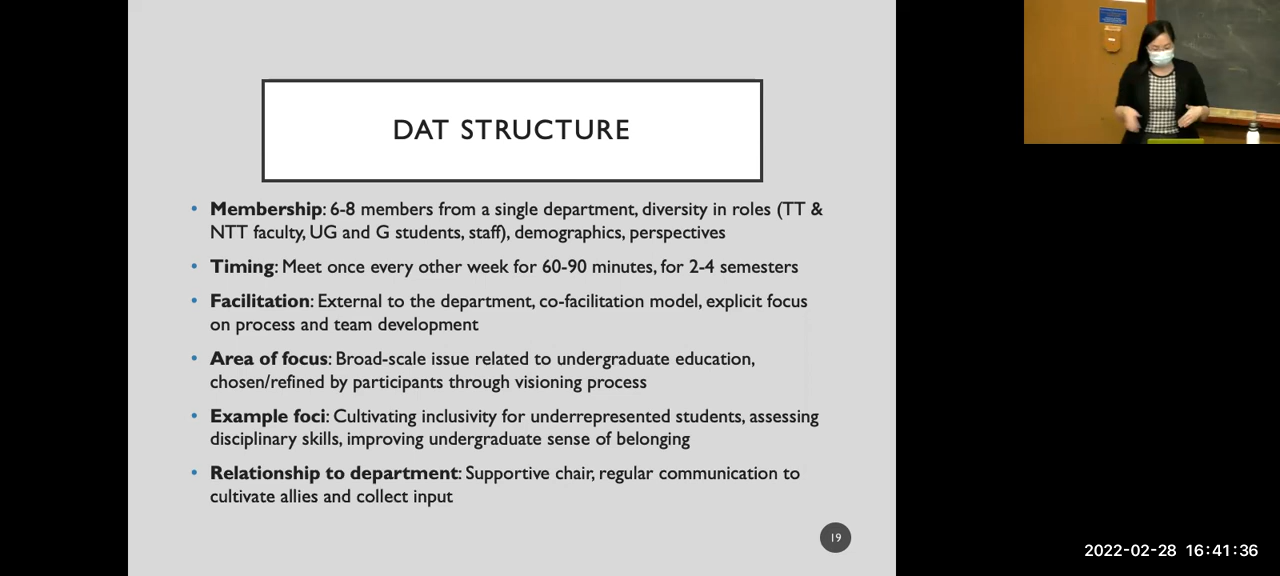 DAT STRUCTURE
• Membership: 6-8 members from a single department, diversity in roles (TT &
NTT faculty, UG and G students, staff), demographics, perspectives
• Timing: Meet once every other week for 60-90 minutes, for 2-4 semesters
• Facilitation: External to the department, co-facilitation model, explicit focus
on process and team development
• Area of focus: Broad-scale issue related to undergraduate education,
chosen/refined by participants through visioning process
• Example foci: Cultivating inclusivity for underrepresented students, assessing
disciplinary skills, improving undergraduate sense of belonging
• Relationship to department: Supportive chair, regular communication to
cultivate allies and collect input
19
2022-02-28 16:41:36